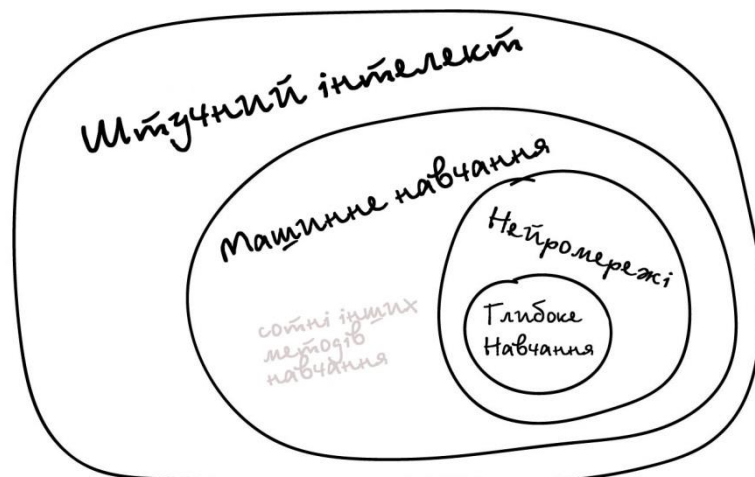 Штучний інтелект
Машинне навчання
Нейромережі
Глибоке
Навчання
сотні інших
методів
навчання